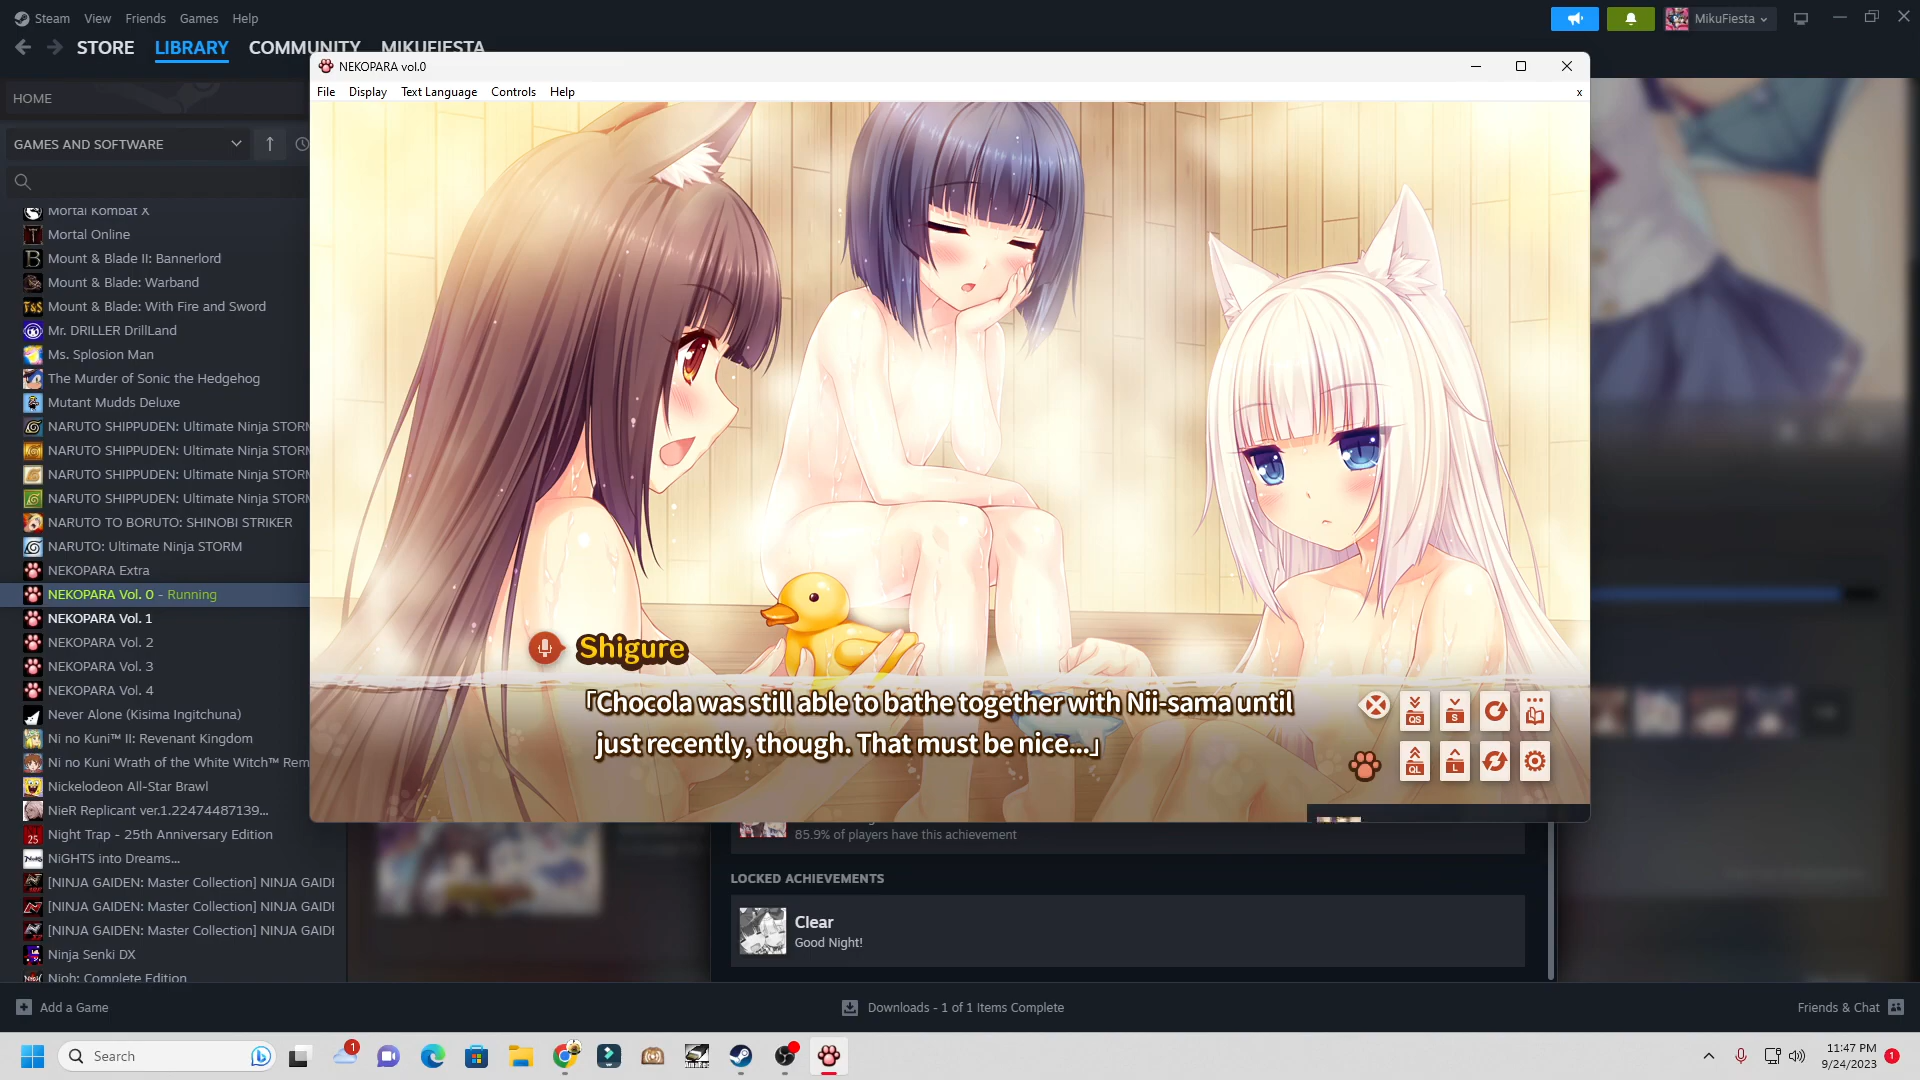 Steam View Friends Games Help
MikuFiesta
STORE LIBRARY COMMUNITY MIKUFIESTA
NEKOPARA vol.0
File Display Text Language Controls Help x
HOME
GAMES AND SOFTWARE
Mortal Kombat X
Mortal Online
Mount & Blade II: Bannerlord
Mount & Blade: Warband
Mount & Blade: With Fire and Sword
Mr. DRILLER DrillLand
Ms. Splosion Man
The Murder of Sonic the Hedgehog
Mutant Mudds Deluxe
NARUTO SHIPPUDEN: Ultimate Ninja STORM
NARUTO SHIPPUDEN: Ultimate Ninja STORM
NARUTO SHIPPUDEN: Ultimate Ninja STORM
NARUTO SHIPPUDEN: Ultimate Ninja STORM
NARUTO TO BORUTO: SHINOBI STRIKER
NARUTO: Ultimate Ninja STORM
NEKOPARA Extra
NEKOPARA Vol. 0 - Running
NEKOPARA Vol. 1
NEKOPARA Vol. 2
NEKOPARA Vol. 3
NEKOPARA Vol. 4
Never Alone (Kisima Ingitchuna)
Ni no Kuni™ II: Revenant Kingdom
Ni no Kuni Wrath of the White Witch™ Rem
Nickelodeon All-Star Brawl
NieR Replicant ver.1.22474487139...
Night Trap - 25th Anniversary Edition
NiGHTS into Dreams...
[NINJA GAIDEN: Master Collection] NINJA GAIDE
[NINJA GAIDEN: Master Collection] NINJA GAIDE
[NINJA GAIDEN: Master Collection] NINJA GAIDE
Ninja Senki DX
Nioh: Complete Edition
Shigure
「Chocola was still able to bathe together with Nii-sama until
just recently, though. That must be nice...」
QS S
QL L
85.9% of players have this achievement
LOCKED ACHIEVEMENTS
Clear
Good Night!
Add a Game
Downloads - 1 of 1 Items Complete
Friends & Chat
Search
1
11:47 PM
9/24/2023
1